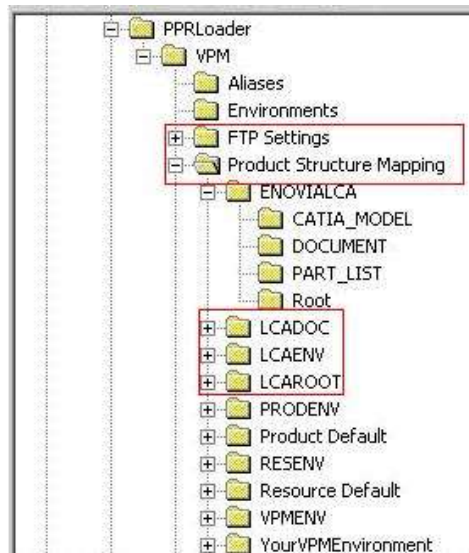 PPRLoader
VPM
Aliases
Environments
FTP Settings
Product Structure Mapping
ENOVIALCA
CATIA_MODEL
DOCUMENT
PART_LIST
Root
LCADOC
LCAENV
LCAROOT
PRODENV
Product Default
RESENV
Resource Default
VPMENV
YourVPMEnvironment